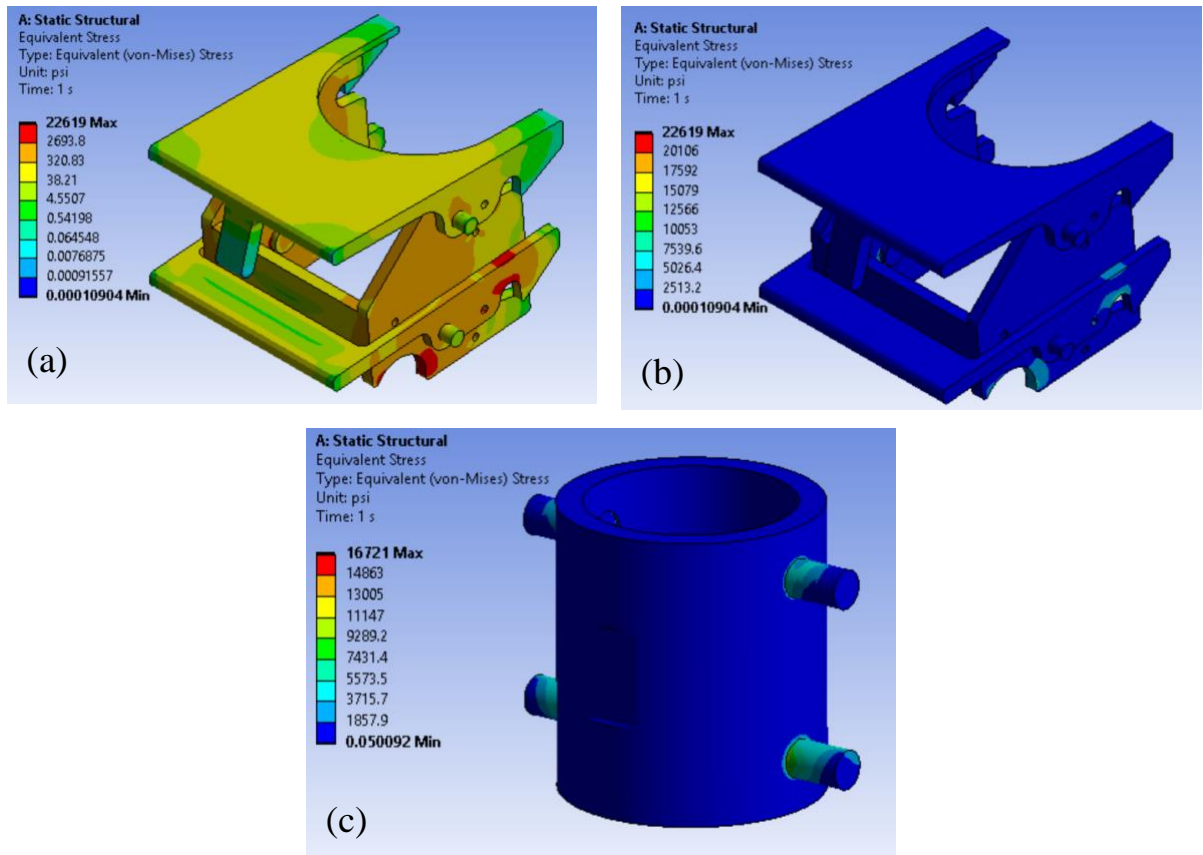 A: Static Structural
Equivalent Stress
Type: Equivalent (von-Mises) Stress
Unit: psi
Time: 1 s
22619 Max
2693.8
320.83
38.21
4.5507
0.54198
0.064548
0.0076875
0.00091557
0.00010904 Min
(a)
A: Static Structural
Equivalent Stress
Type: Equivalent (von-Mises) Stress
Unit: psi
Time: 1 s
22619 Max
20106
17592
15079
12566
10053
7539.6
5026.4
2513.2
0.00010904 Min
(b)
A: Static Structural
Equivalent Stress
Type: Equivalent (von-Mises) Stress
Unit: psi
Time: 1 s
16721 Max
14863
13005
11147
9289.2
7431.4
5573.5
3715.7
1857.9
0.050092 Min
(c)